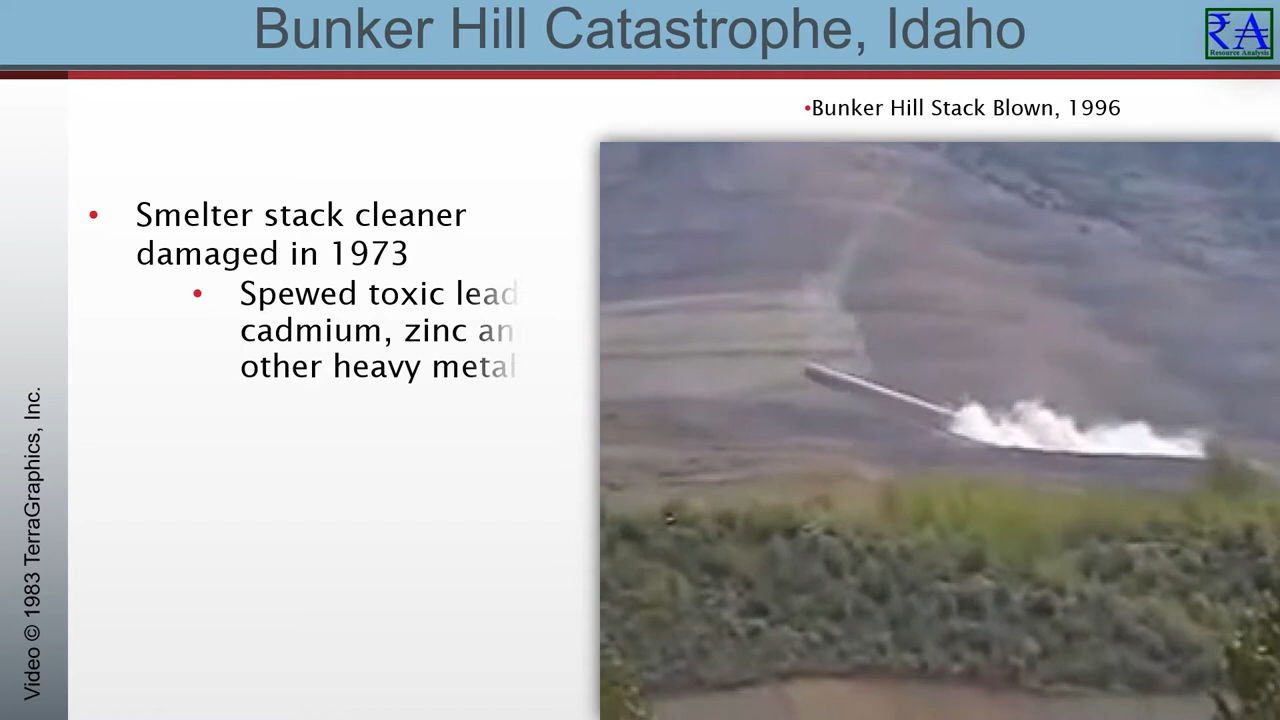 Bunker Hill Catastrophe, Idaho
₹A
Resource Analysis
•Bunker Hill Stack Blown, 1996
• Smelter stack cleaner
damaged in 1973
• Spewed toxic lead
cadmium, zinc an
other heavy metal
Video © 1983 TerraGraphics, Inc.